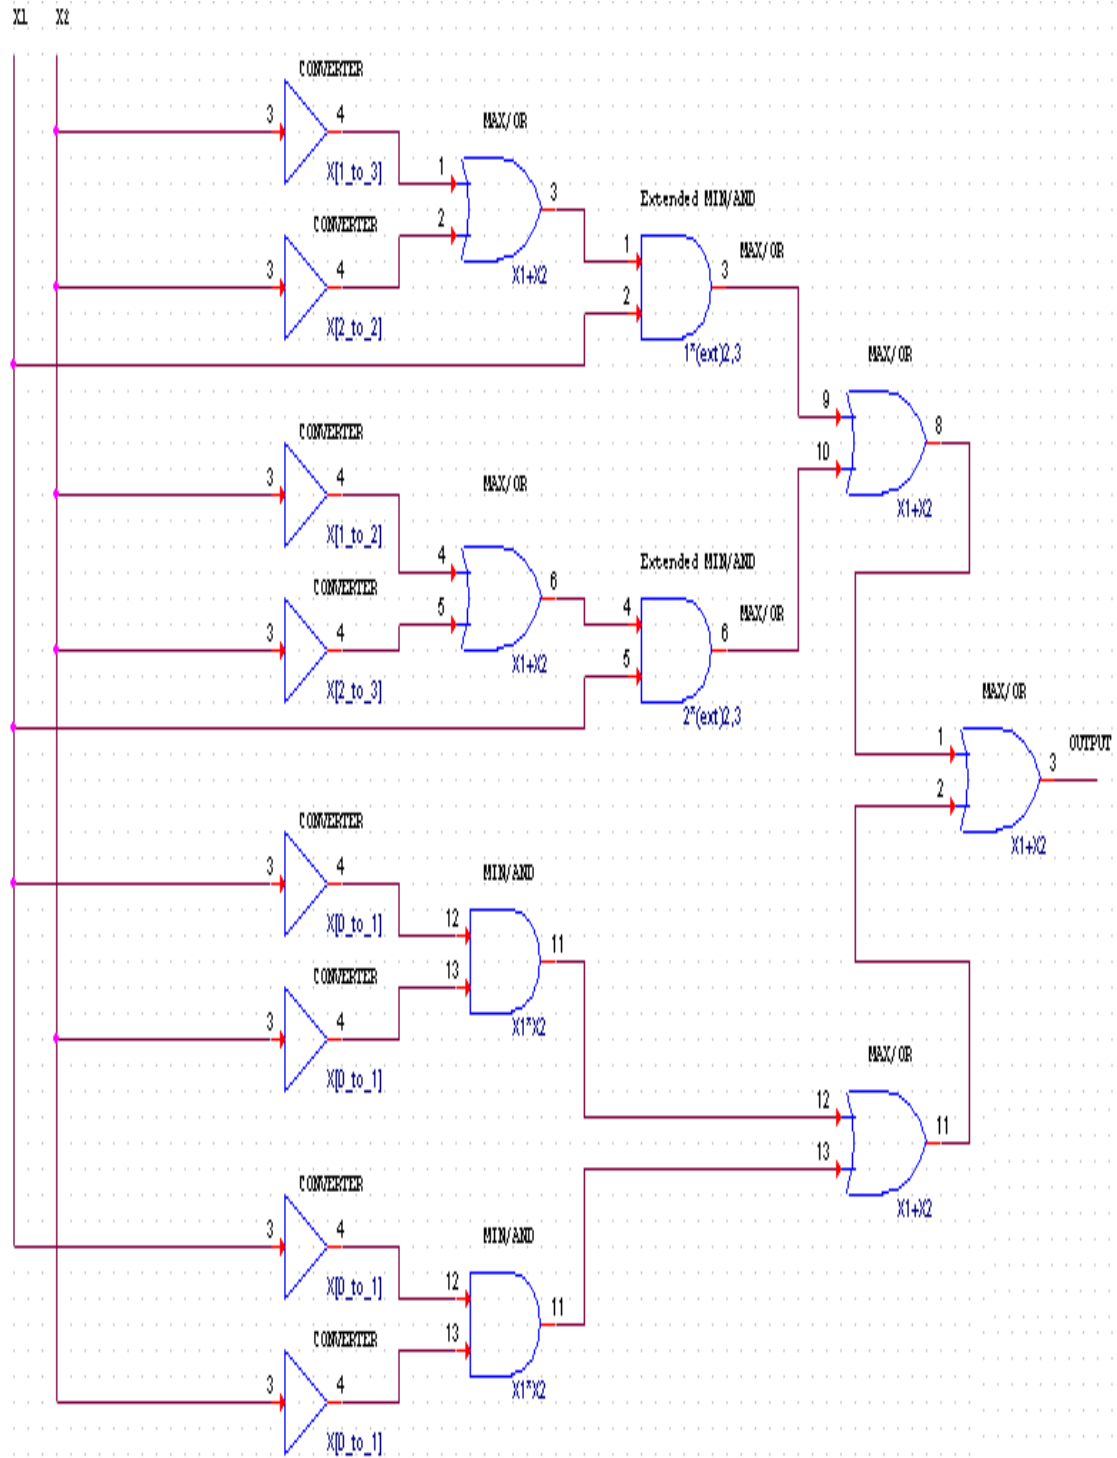 X1 X2
CONVERTER
3 4
X[1_to_3]
MAX/OR
1
2
3
X1+X2
CONVERTER
3 4
X[2_to_2]
Extended MIN/AND
1
2
3
MAX/OR
1*(ext)2,3
MAX/OR
9
10
8
X1+X2
CONVERTER
3 4
X[1_to_2]
MAX/OR
4
5
6
X1+X2
CONVERTER
3 4
X[2_to_3]
Extended MIN/AND
4
5
6
MAX/OR
2*(ext)2,3
MAX/OR
1
2
3
OUTPUT
X1+X2
CONVERTER
3 4
X[0_to_1]
MIN/AND
12
13
11
X1*X2
CONVERTER
3 4
X[0_to_1]
MAX/OR
12
13
11
X1+X2
CONVERTER
3 4
X[0_to_1]
MIN/AND
12
13
11
X1*X2
CONVERTER
3 4
X[0_to_1]